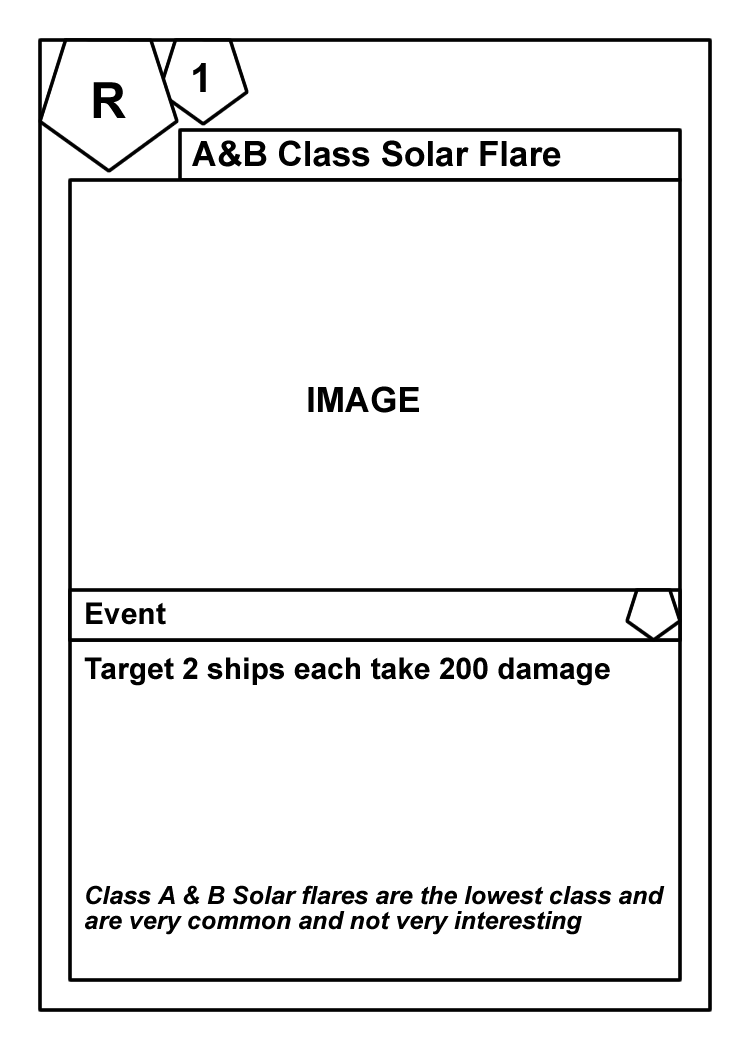 R
1
A&B Class Solar Flare
IMAGE
Event
Target 2 ships each take 200 damage
Class A & B Solar flares are the lowest class and
are very common and not very interesting